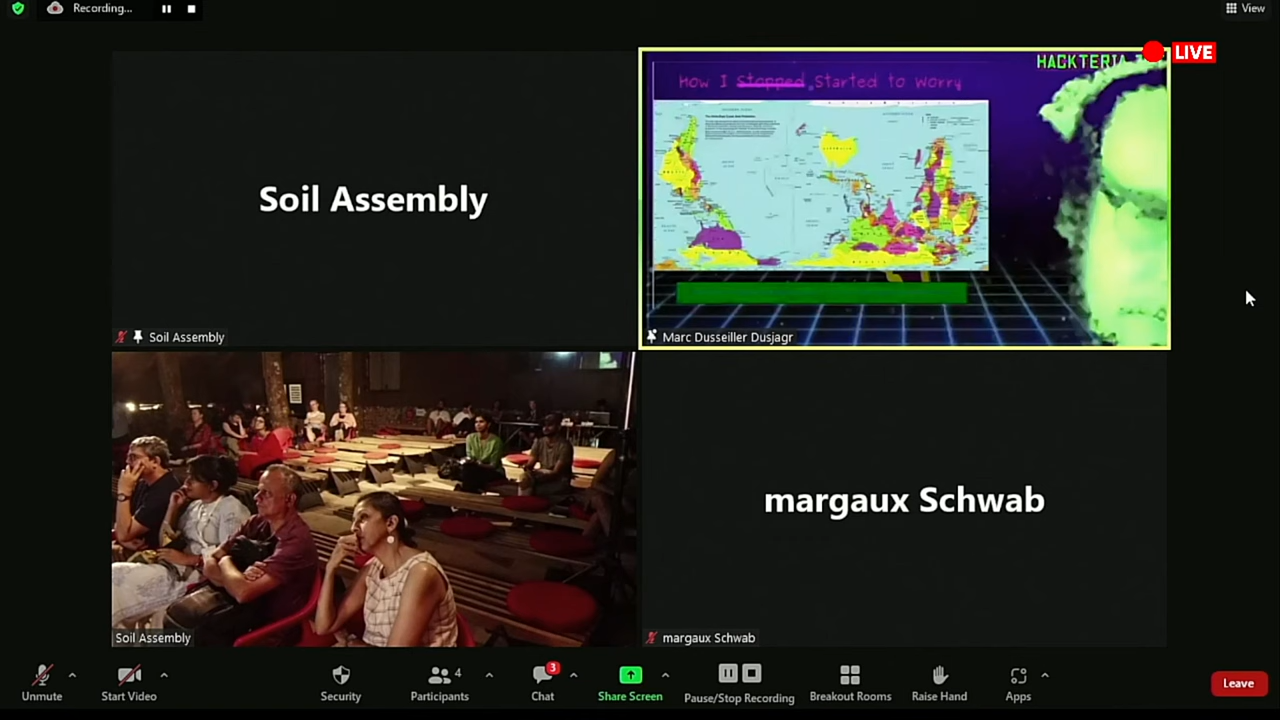 Recording...
View
LIVE
HACKTERIA
How I Stopped Started to Worry
Soil Assembly
Soil Assembly
Marc Dusseiller Dusjagr
margaux Schwab
Soil Assembly
margaux Schwab
Unmute
Start Video
Security
Participants
4
Chat
3
Share Screen
Pause/Stop Recording
Breakout Rooms
Raise Hand
Apps
Leave